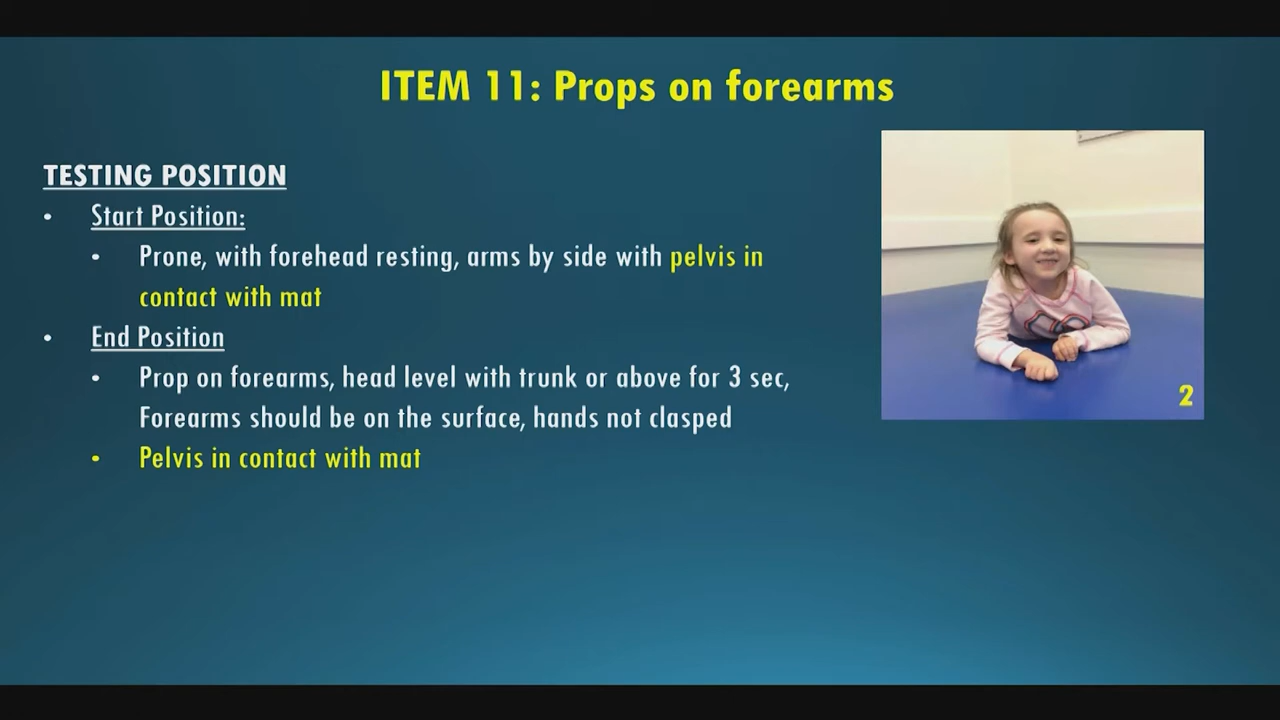 ITEM 11: Props on forearms
TESTING POSITION
• Start Position:
• Prone, with forehead resting, arms by side with pelvis in
contact with mat
• End Position
• Prop on forearms, head level with trunk or above for 3 sec,
Forearms should be on the surface, hands not clasped
• Pelvis in contact with mat
2